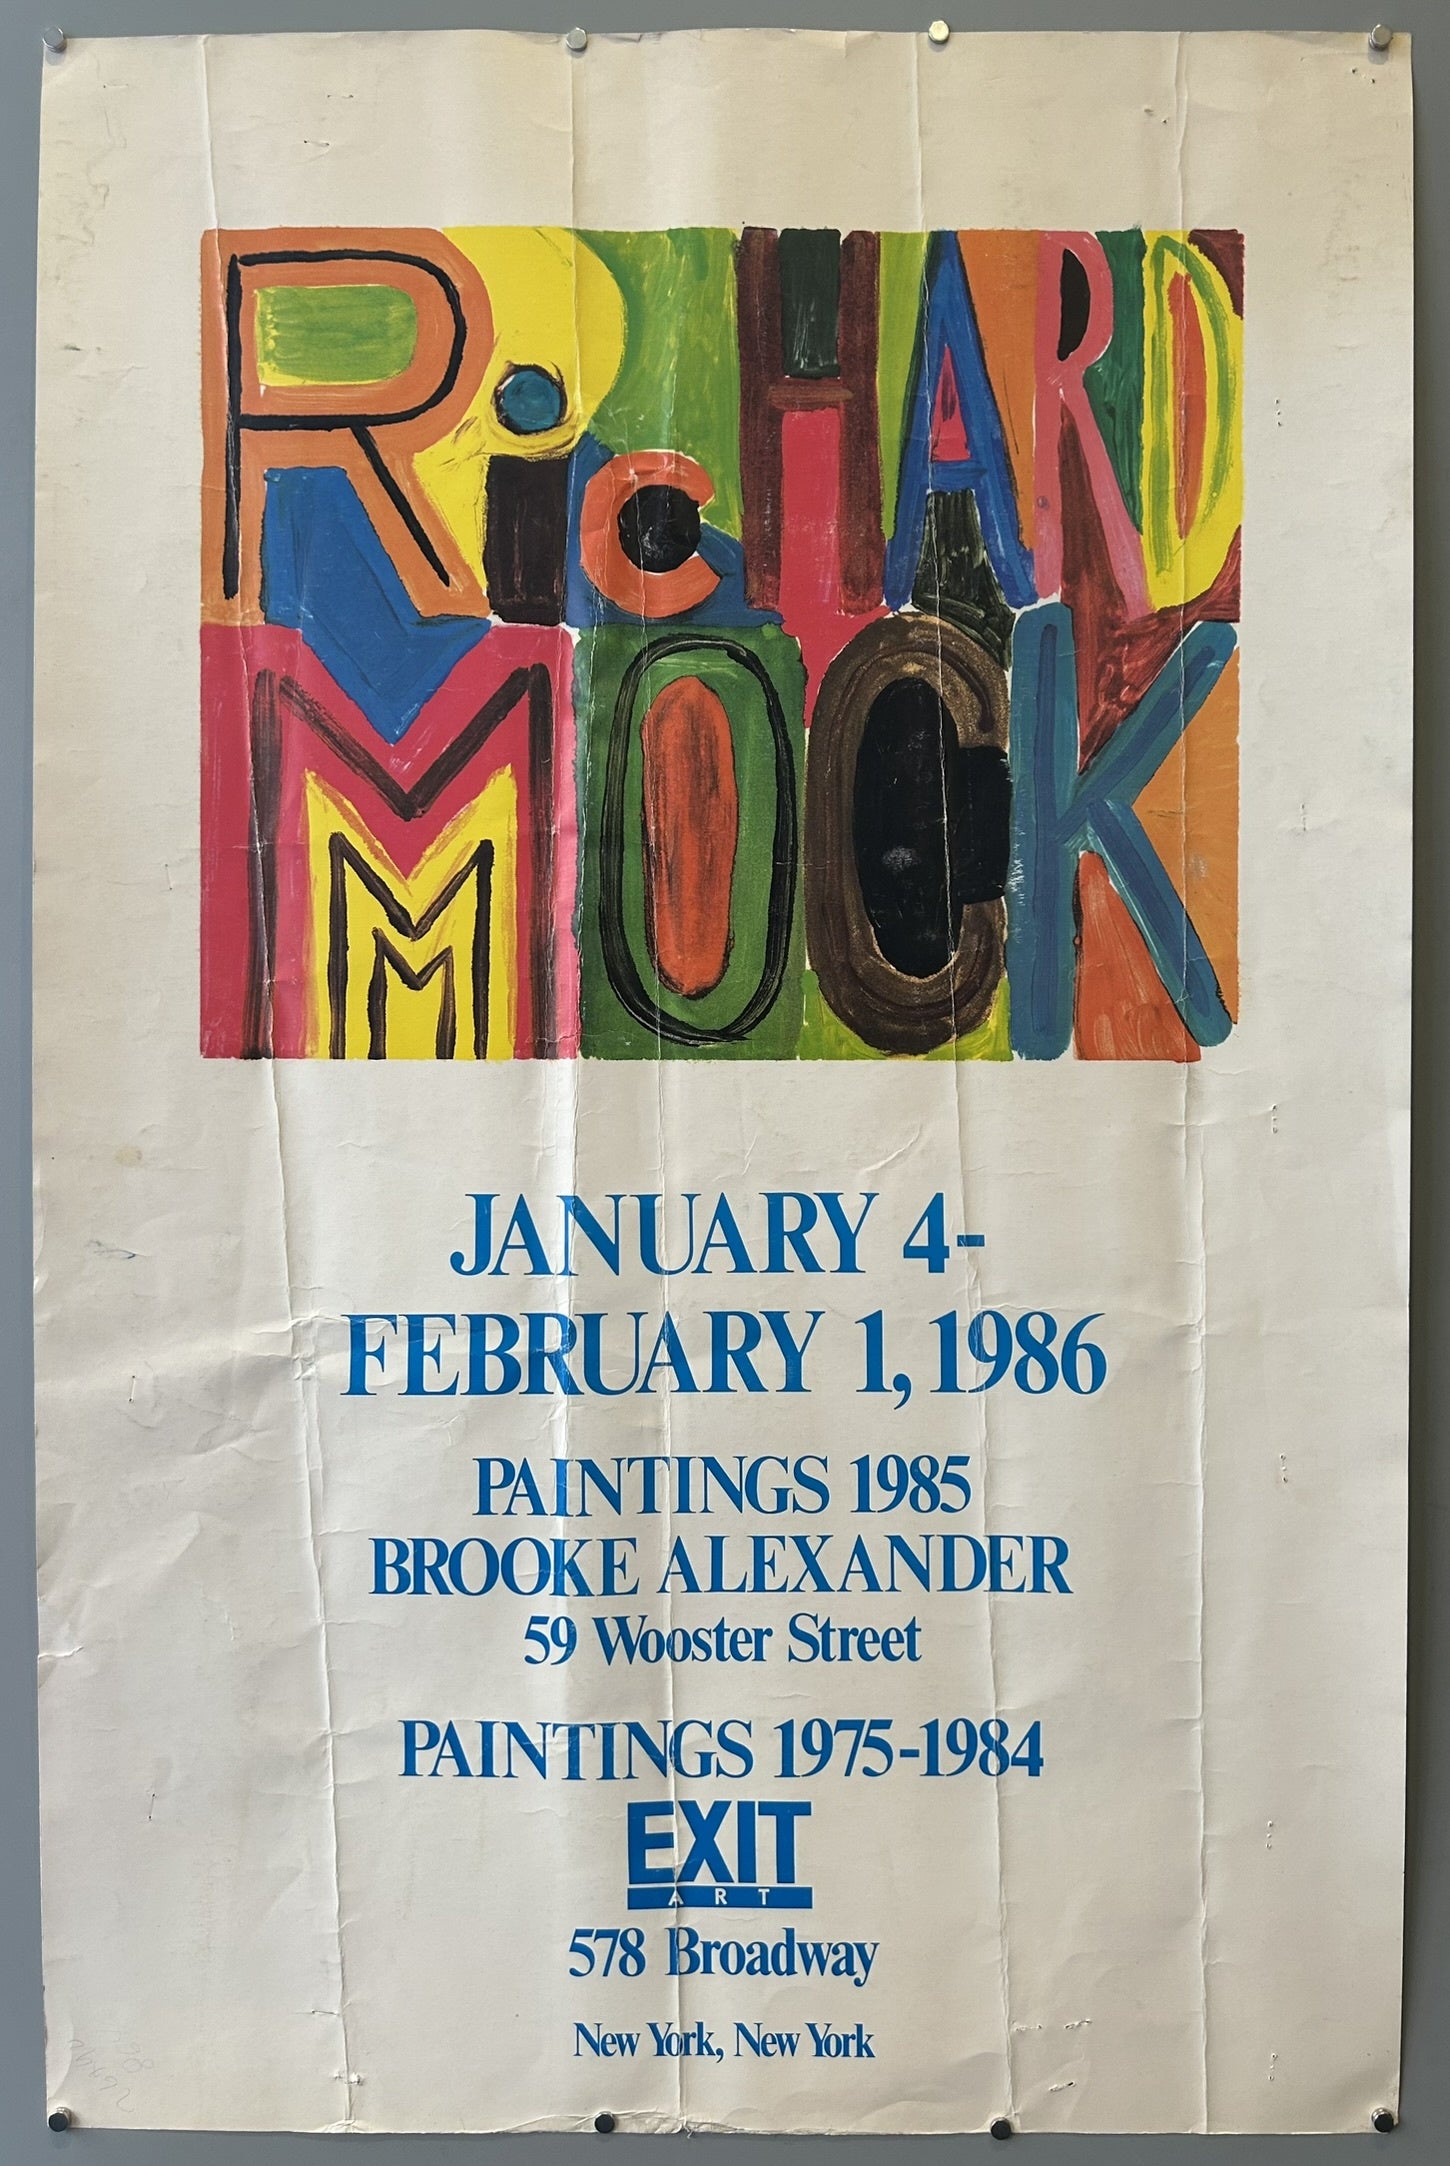 RiCHARD
MOCK
JANUARY 4-
FEBRUARY 1, 1986
PAINTINGS 1985
BROOKE ALEXANDER
59 Wooster Street
PAINTINGS 1975-1984
EXIT
ART
578 Broadway
New York, New York